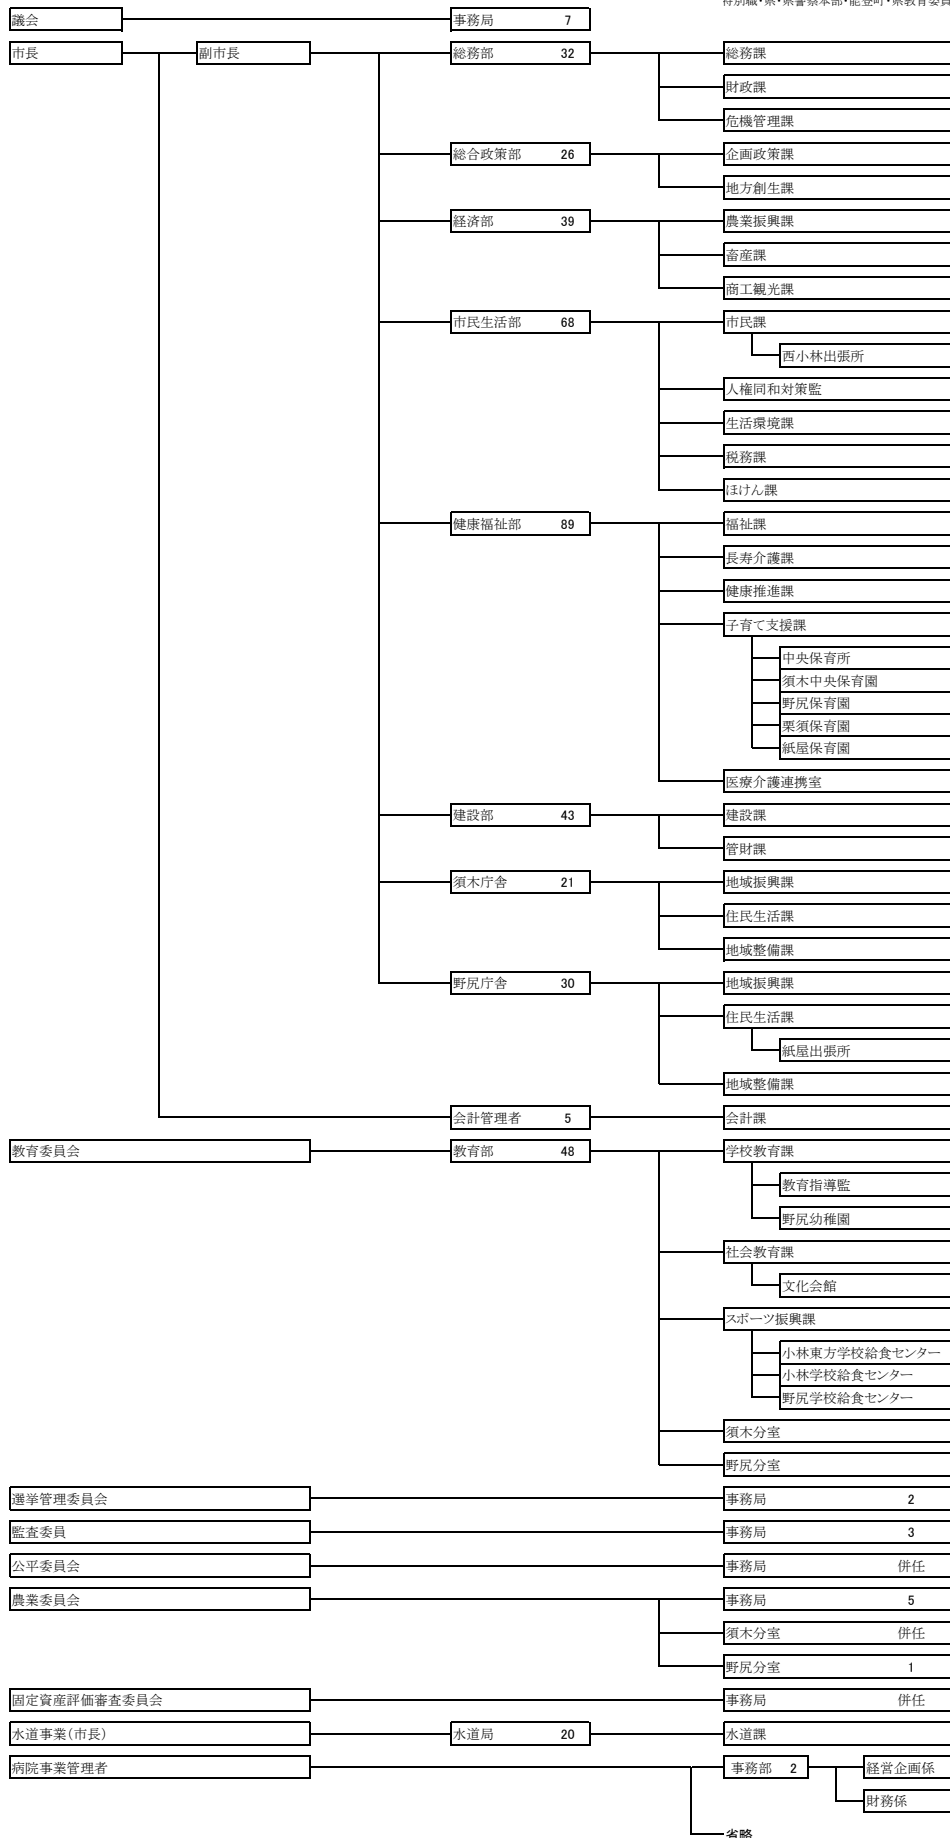 特別職・県・県警察本部・能登町・県教育委員
議会 事務局 7
市長 副市長 総務部 32 総務課
財政課
危機管理課
総合政策部 26 企画政策課
地方創生課
経済部 39 農業振興課
畜産課
商工観光課
市民生活部 68 市民課
西小林出張所
人権同和対策監
生活環境課
税務課
ほけん課
健康福祉部 89 福祉課
長寿介護課
健康推進課
子育て支援課
中央保育所
須木中央保育園
野尻保育園
栗須保育園
紙屋保育園
医療介護連携室
建設部 43 建設課
管財課
須木庁舎 21 地域振興課
住民生活課
地域整備課
野尻庁舎 30 地域振興課
住民生活課
紙屋出張所
地域整備課
会計管理者 5 会計課
教育委員会 教育部 48 学校教育課
教育指導監
野尻幼稚園
社会教育課
文化会館
スポーツ振興課
小林東方学校給食センター
小林学校給食センター
野尻学校給食センター
須木分室
野尻分室
選挙管理委員会 事務局 2
監査委員 事務局 3
公平委員会 事務局 併任
農業委員会 事務局 5
須木分室 併任
野尻分室 1
固定資産評価審査委員会 事務局 併任
水道事業(市長) 水道局 20 水道課
病院事業管理者 事務部 2 経営企画係
財務係
省略